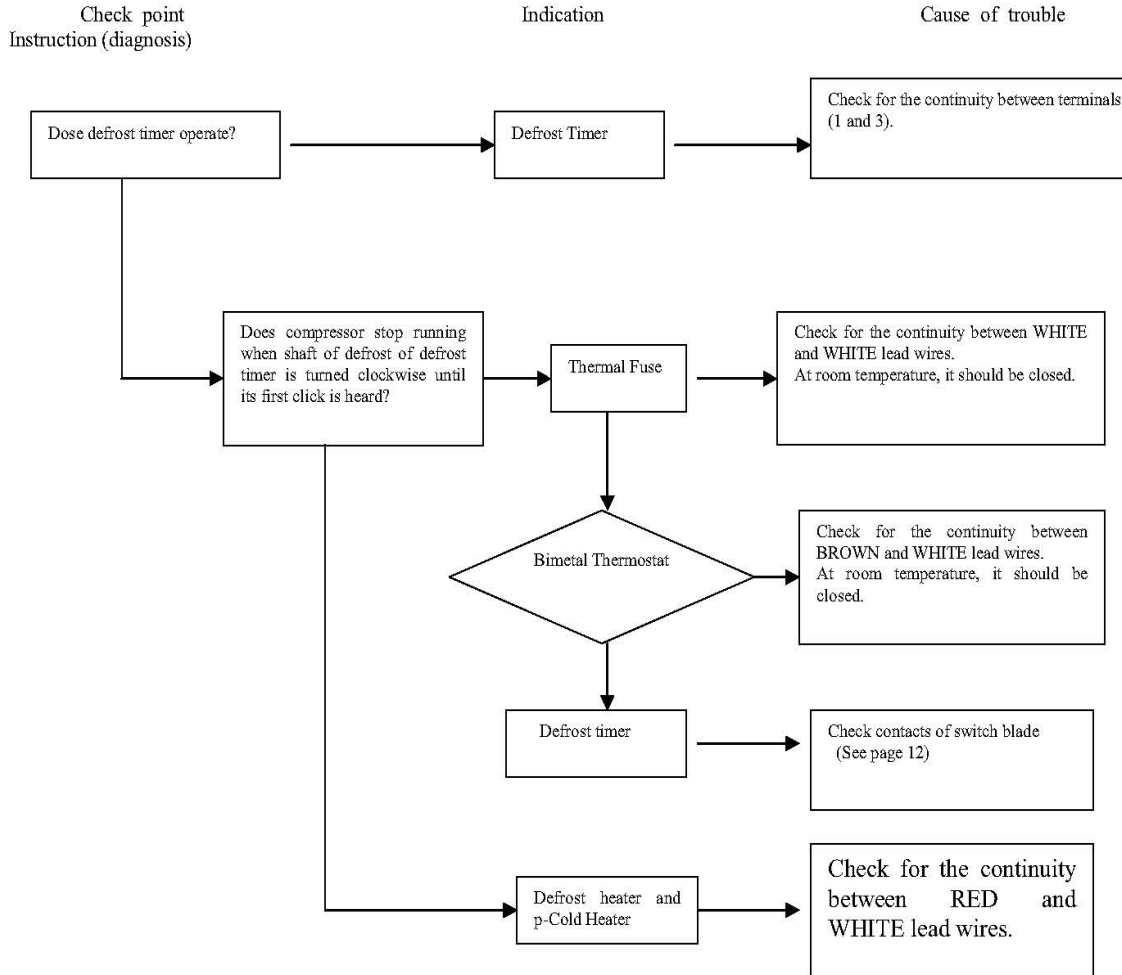 Check point
Indication
Cause of trouble
Instruction (diagnosis)
Dose defrost timer operate?
Defrost Timer
Check for the continuity between terminals
(1 and 3).
Does compressor stop running
when shaft of defrost of defrost
timer is turned clockwise until
its first click is heard?
Thermal Fuse
Check for the continuity between WHITE
and WHITE lead wires.
At room temperature, it should be closed.
Bimetal Thermostat
Check for the continuity between
BROWN and WHITE lead wires.
At room temperature, it should be
closed.
Defrost timer
Check contacts of switch blade
(See page 12)
Defrost heater and
p-Cold Heater
Check for the continuity
between RED and
WHITE lead wires.